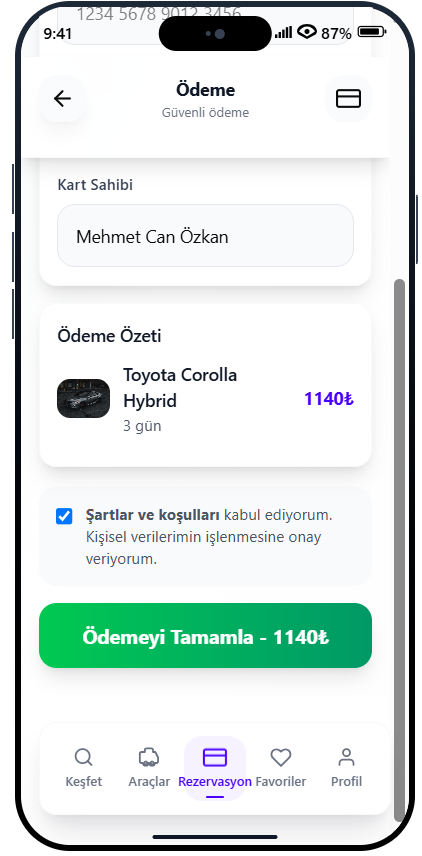 1234 5678 9012 3456
9:41
87%
Ödeme
Güvenli ödeme
Kart Sahibi
Mehmet Can Özkan
Ödeme Özeti
Toyota Corolla
Hybrid
1140₺
3 gün
Şartlar ve koşulları kabul ediyorum.
Kişisel verilerimin işlenmesine onay
veriyorum.
Ödemeyi Tamamla - 1140₺
Keşfet
Araçlar
Rezervasyon
Favoriler
Profil